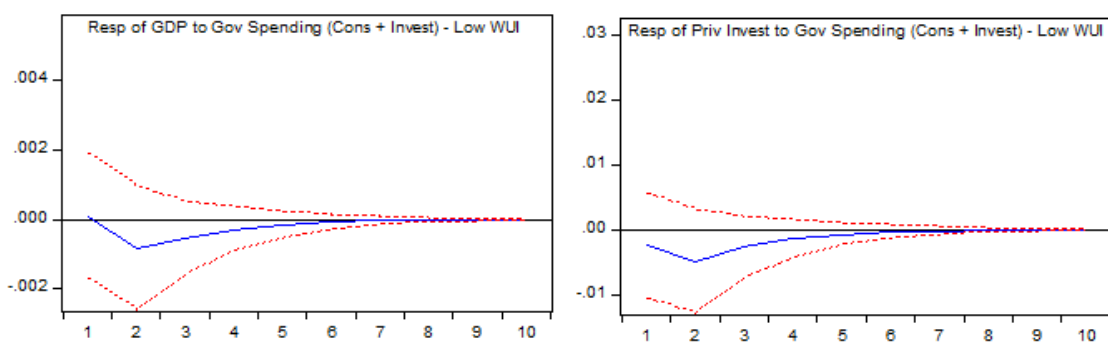 Resp of GDP to Gov Spending (Cons + Invest) - Low WUI
.004
.002
.000
-.002
1 2 3 4 5 6 7 8 9 10
Resp of Priv Invest to Gov Spending (Cons + Invest) - Low WUI
.03
.02
.01
.00
-.01
1 2 3 4 5 6 7 8 9 10